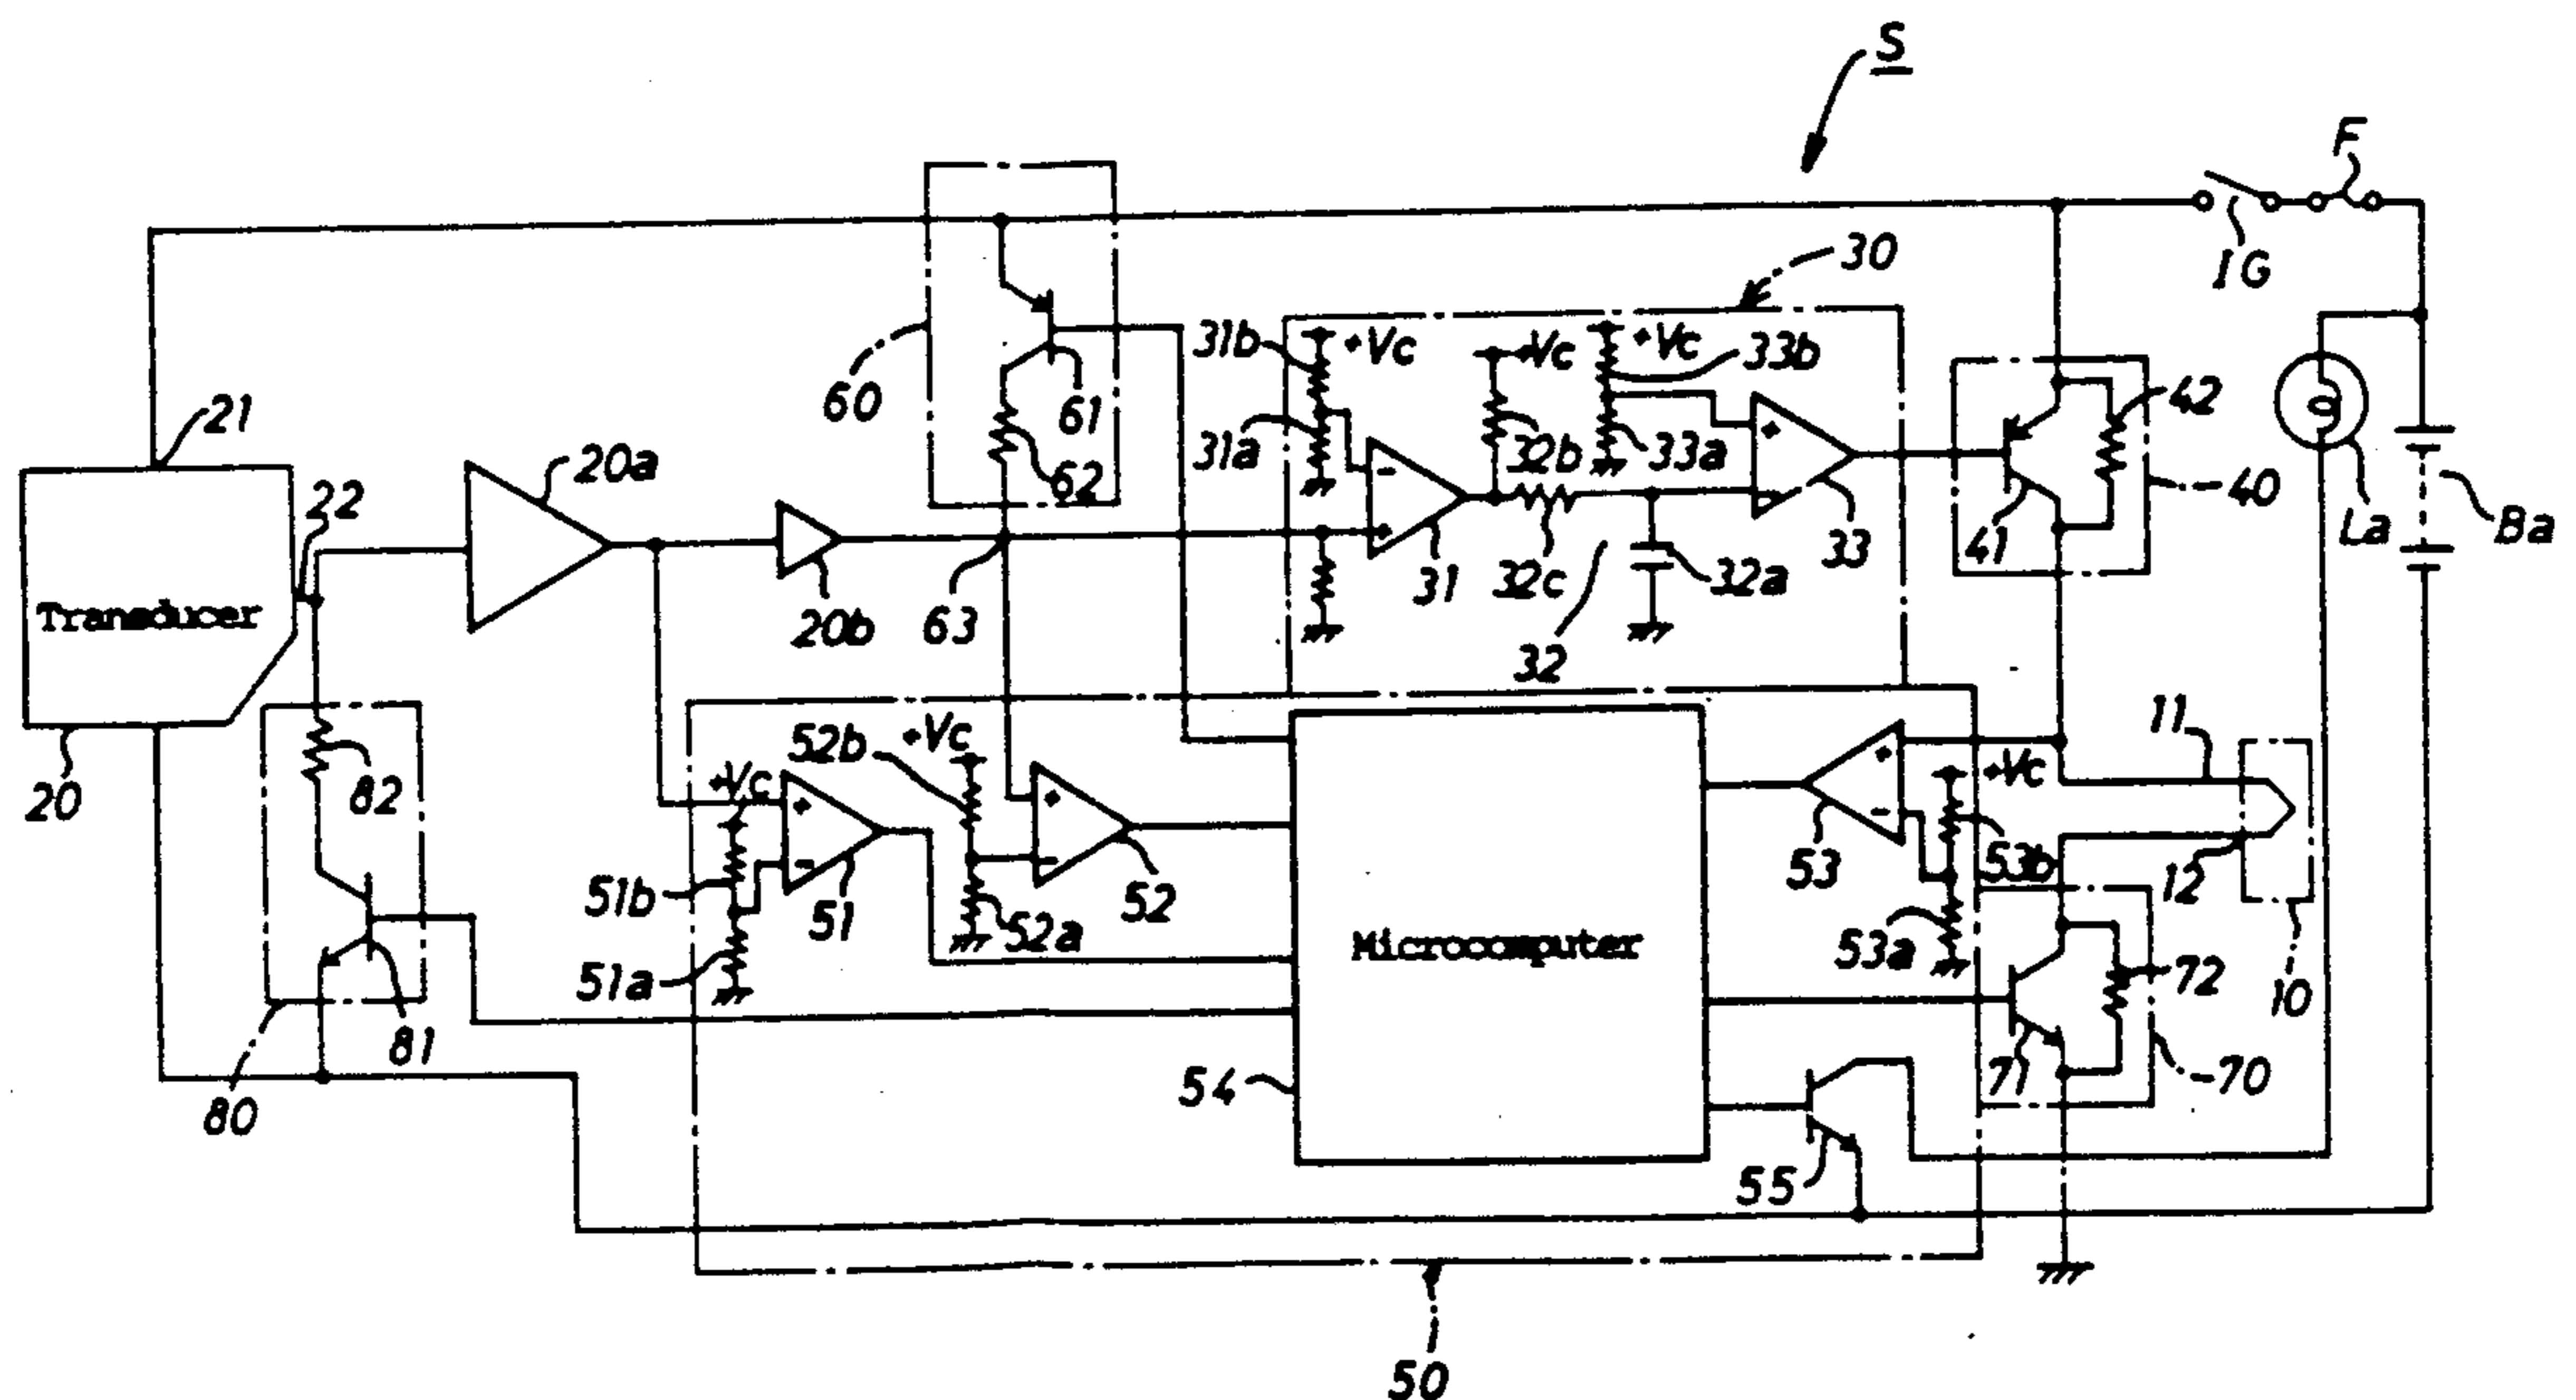 S
F
IG
30
31b
+Vc
+Vc
+Vc
33b
60
61
42
21
20a
31a
32b
33a
62
40
22
41
La
Ba
Transducer
31
32c
32a
33
20b
63
32
11
52b
+Vc
+Vc
+Vc
82
20
53
53b
12
51b
51
52a
52
53a
Microcomputer
72
10
51a
81
54
71
70
80
55
50